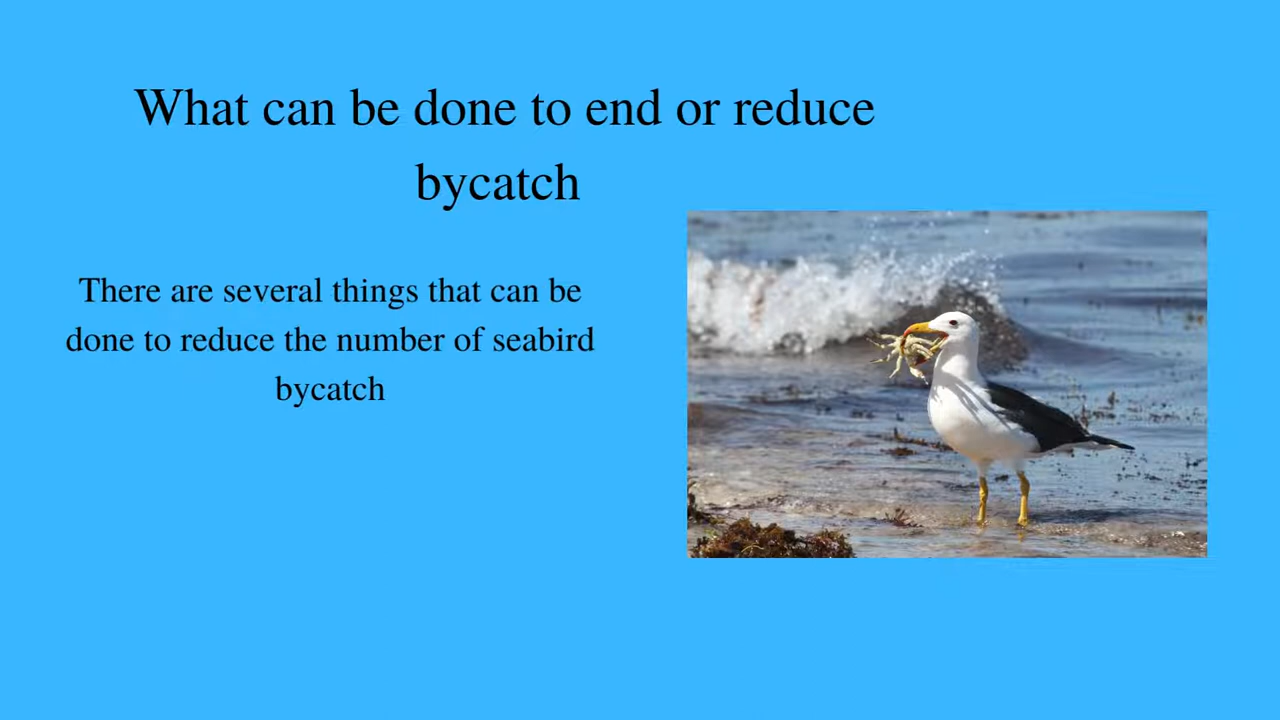 What can be done to end or reduce
bycatch
There are several things that can be
done to reduce the number of seabird
bycatch